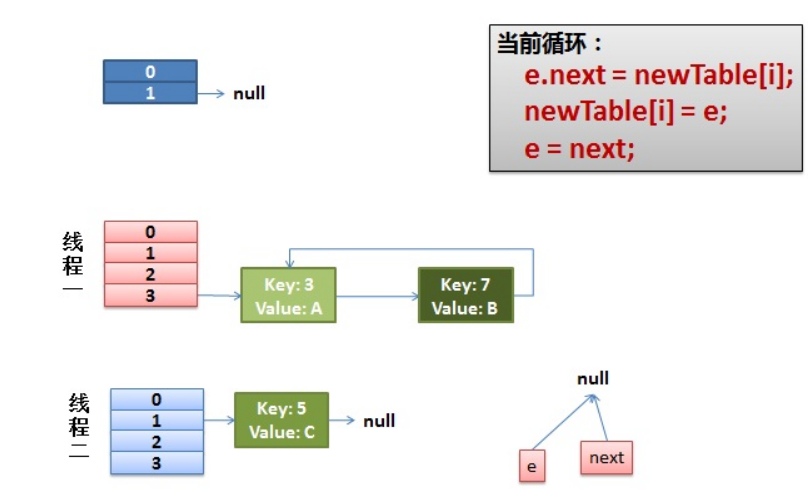 当前循环：
e.next = newTable[i];
newTable[i] = e;
e = next;
0
1
null
线程一
0
1
2
3
Key: 3
Value: A
Key: 7
Value: B
线程二
0
1
2
3
Key: 5
Value: C
null
null
e
next